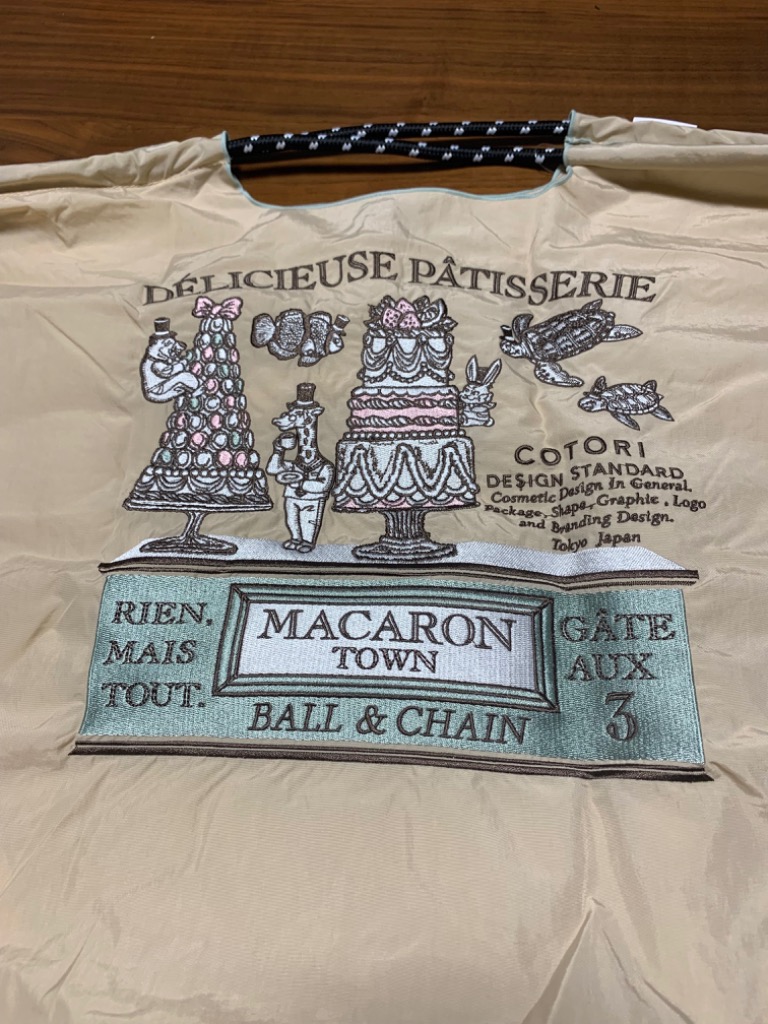 DÉLICIEUSE PÂTISSERIE
COTORI
DESIGN STANDARD
Cosmetic Design In General.
Package, Shape, Graphic, Logo
and Branding Design.
Tokyo Japan
RIEN,
MAIS
TOUT.
MACARON
TOWN
BALL & CHAIN
GÂTE
AUX
3